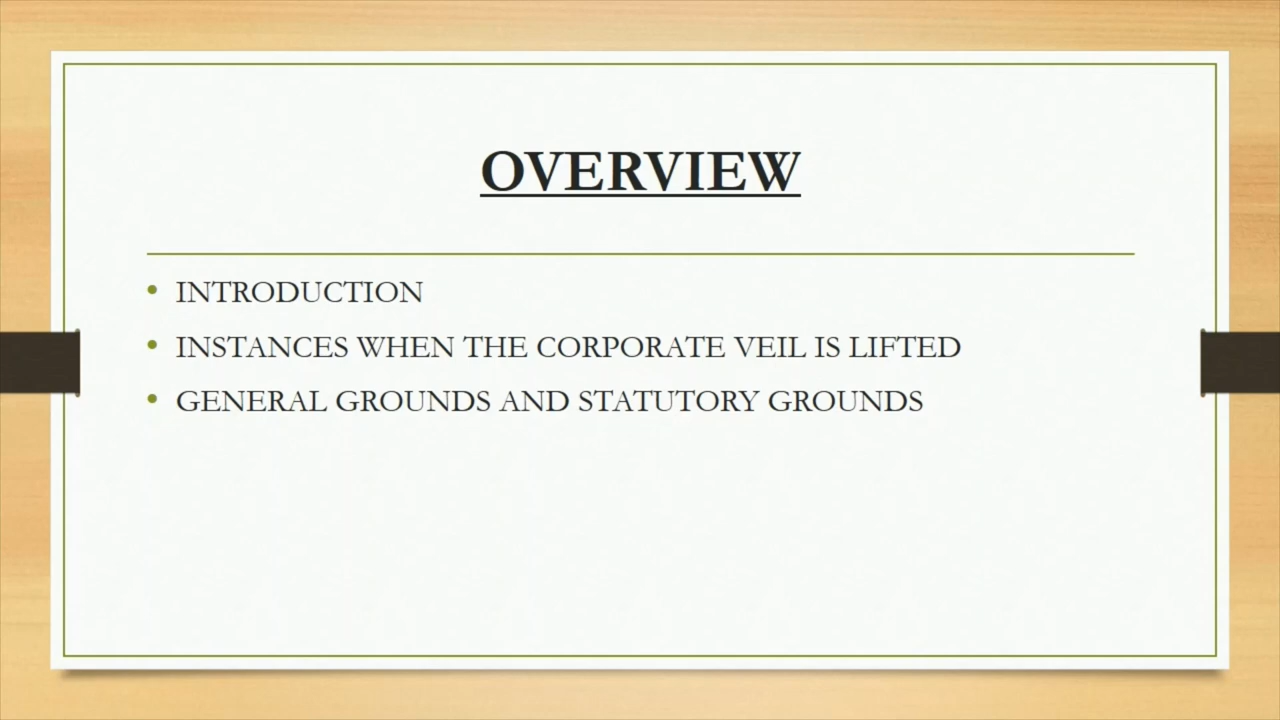 OVERVIEW
• INTRODUCTION
• INSTANCES WHEN THE CORPORATE VEIL IS LIFTED
• GENERAL GROUNDS AND STATUTORY GROUNDS